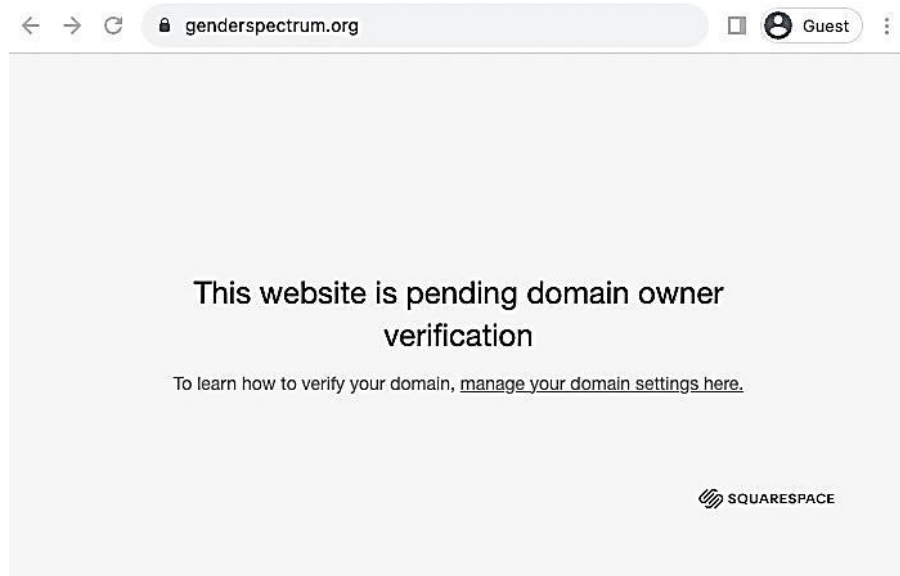 genderspectrum.org
Guest
This website is pending domain owner
verification
To learn how to verify your domain, manage your domain settings here.
SQUARESPACE